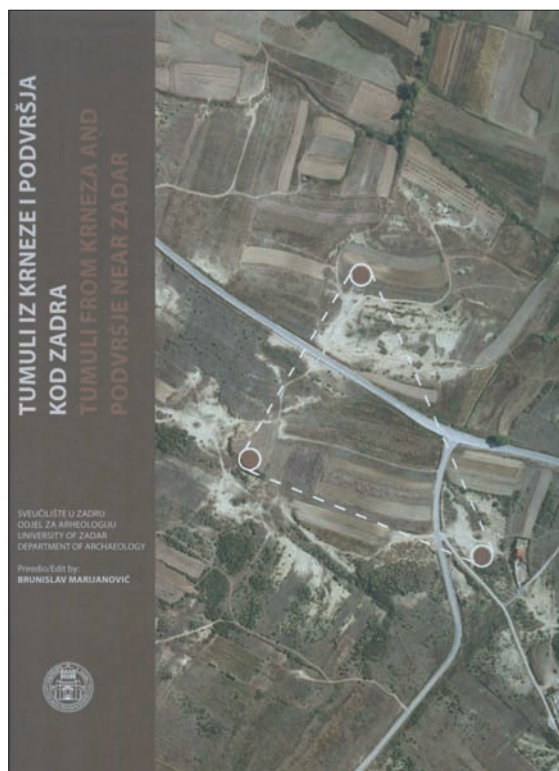 TUMULI IZ KRNEZE I PODVRŠJA
KOD ZADRA
TUMULI FROM KRNEZA AND
PODVRŠJE NEAR ZADAR
SVEUČILIŠTE U ZADRU
ODJEL ZA ARHEOLOGIJU
UNIVERSITY OF ZADAR
DEPARTMENT OF ARCHAEOLOGY
Priredio/Edit by:
BRUNISLAV MARIJANOVIĆ